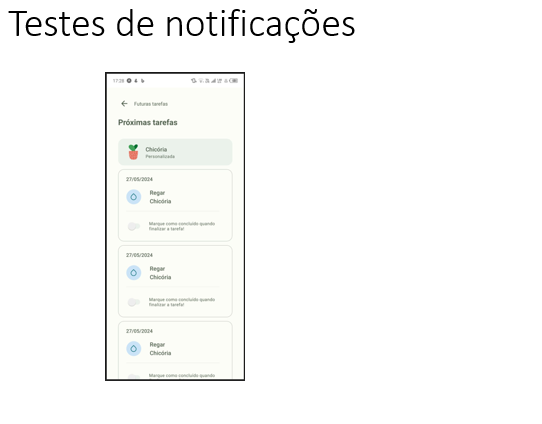 Testes de notificações
17:28
Futuras tarefas
Próximas tarefas
Chicória
Personalizada
27/05/2024
Regar
Chicória
Marque como concluído quando
finalizar a tarefa!
27/05/2024
Regar
Chicória
Marque como concluído quando
finalizar a tarefa!
27/05/2024
Regar
Chicória
Marque como concluído quando